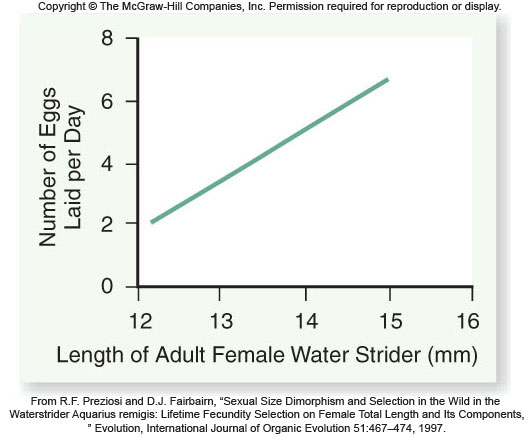 Copyright © The McGraw-Hill Companies, Inc. Permission required for reproduction or display.
8
6
4
2
0
Number of Eggs
Laid per Day
12 13 14 15 16
Length of Adult Female Water Strider (mm)
From R.F. Preziosi and D.J. Fairbairn, “Sexual Size Dimorphism and Selection in the Wild in the
Waterstrider Aquarius remigis: Lifetime Fecundity Selection on Female Total Length and Its Components,
” Evolution, International Journal of Organic Evolution 51:467–474, 1997.